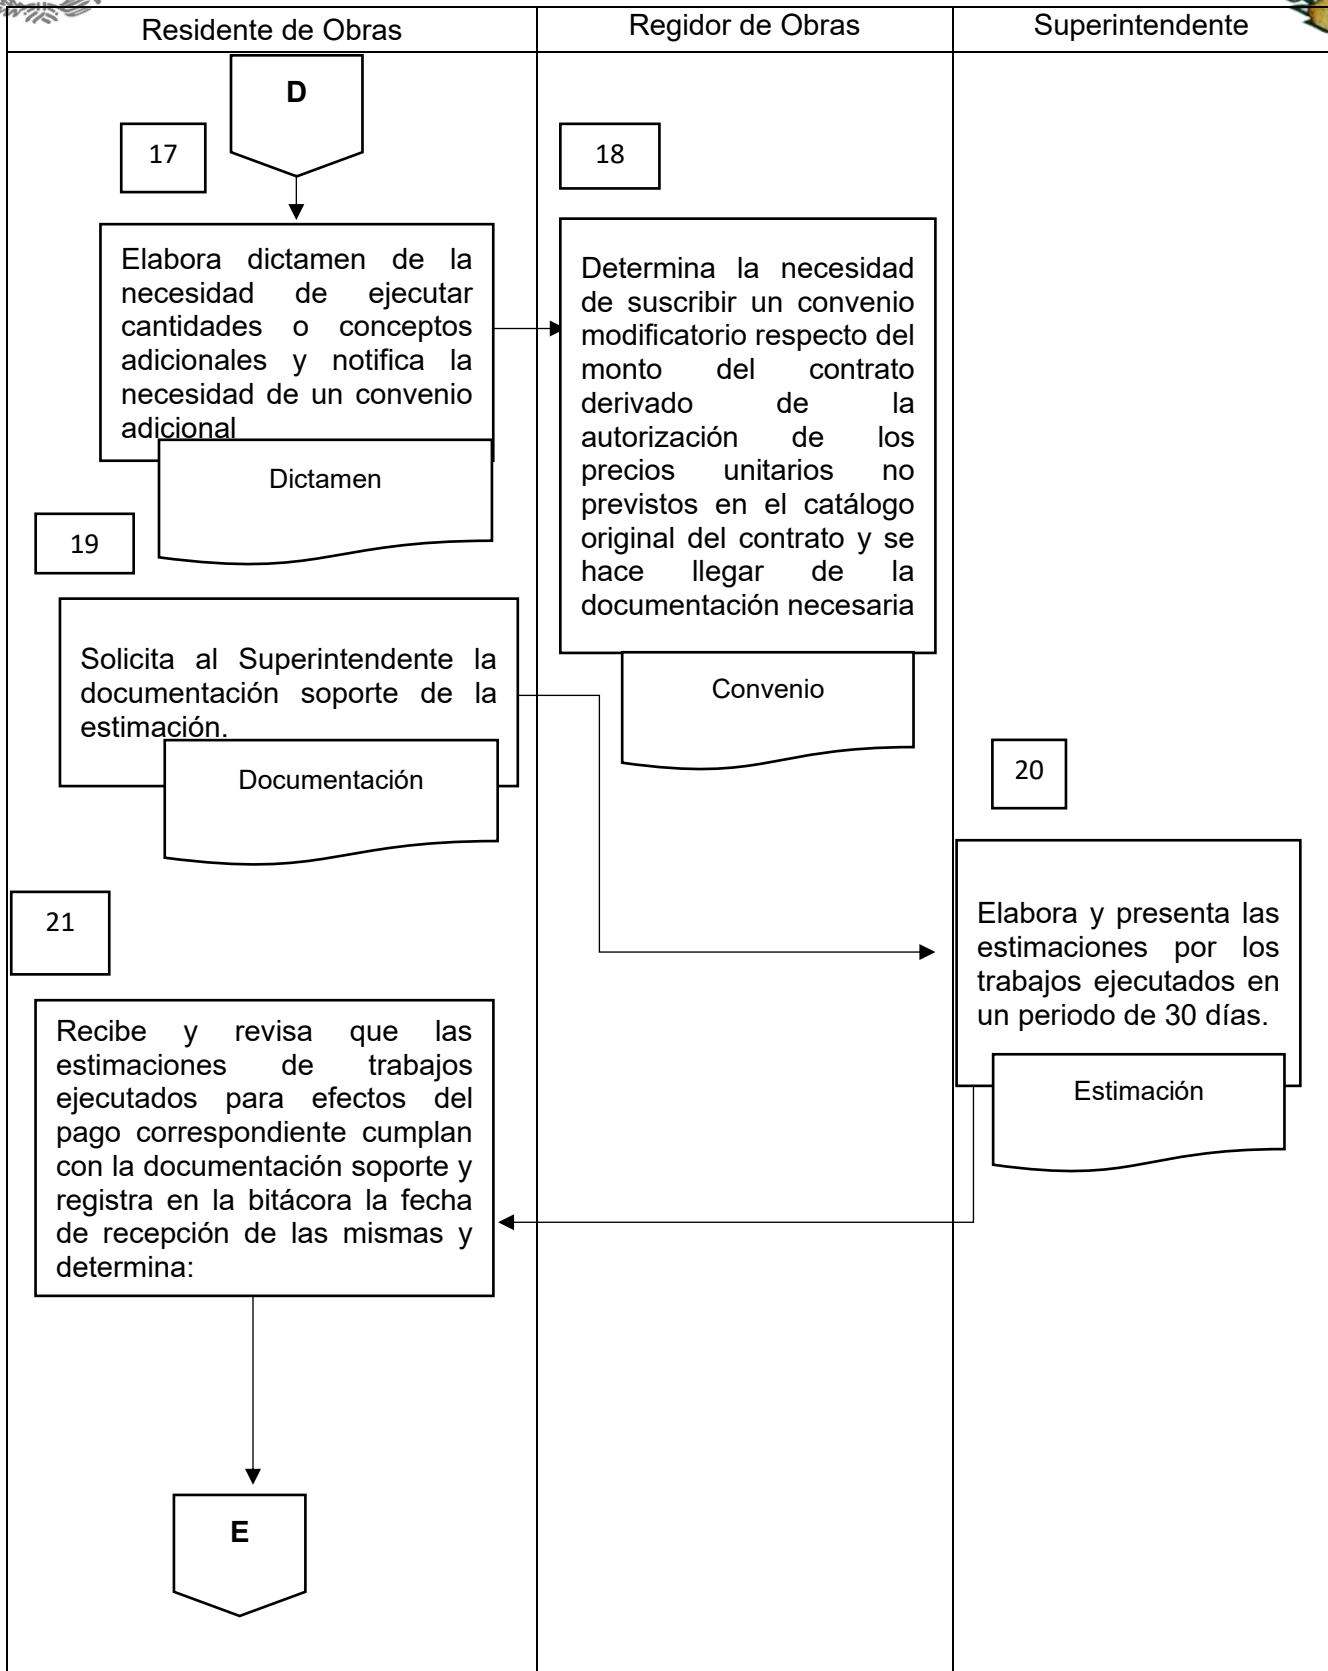 Residente de Obras
Regidor de Obras
Superintendente
D
17
Elabora dictamen de la
necesidad de ejecutar
cantidades o conceptos
adicionales y notifica la
necesidad de un convenio
adicional
Dictamen
18
Determina la necesidad
de suscribir un convenio
modificatorio respecto del
monto del contrato
derivado de la
autorización de los
precios unitarios no
previstos en el catálogo
original del contrato y se
hace llegar de la
documentación necesaria
Convenio
19
Solicita al Superintendente la
documentación soporte de la
estimación.
Documentación
20
Elabora y presenta las
estimaciones por los
trabajos ejecutados en
un periodo de 30 días.
Estimación
21
Recibe y revisa que las
estimaciones de trabajos
ejecutados para efectos del
pago correspondiente cumplan
con la documentación soporte y
registra en la bitácora la fecha
de recepción de las mismas y
determina:
E